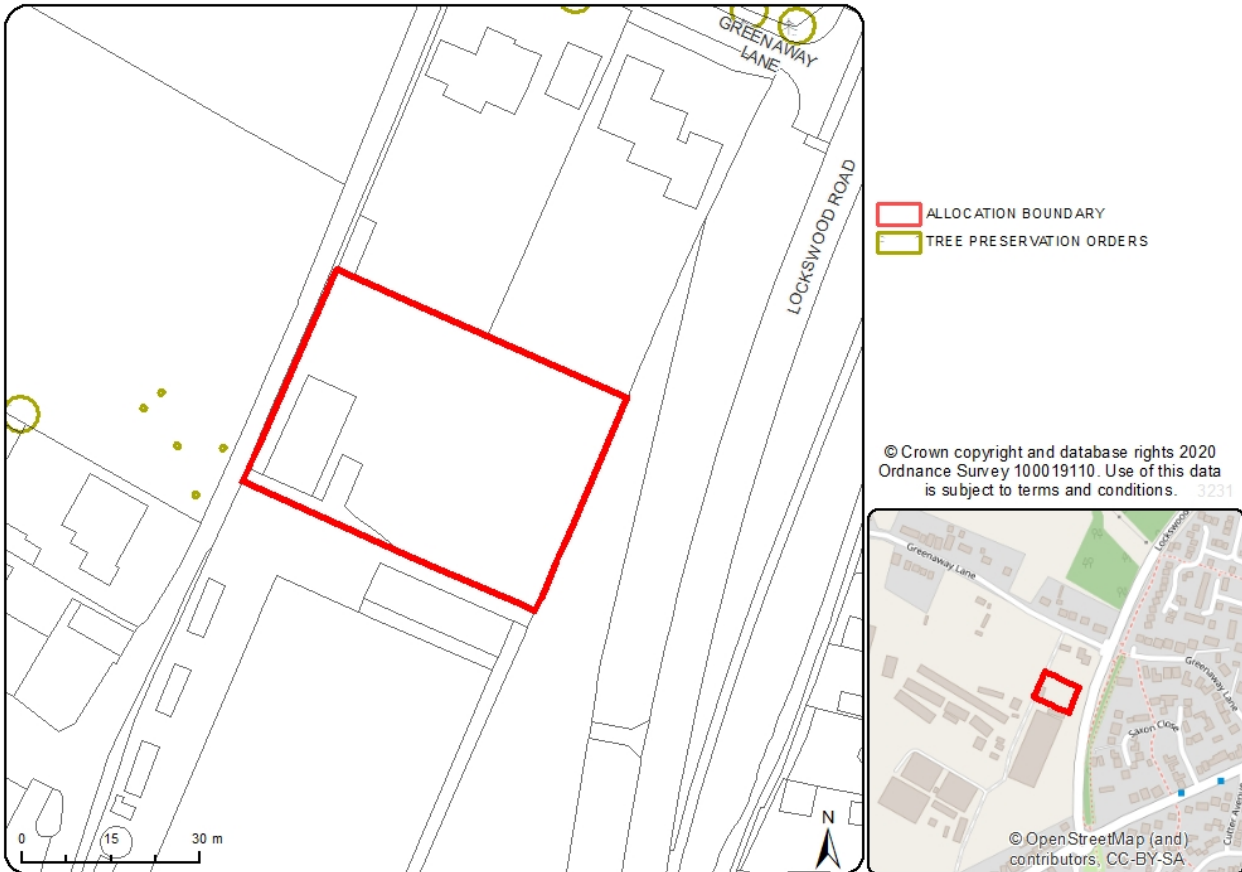 GREENAWAY
LANE
LOCKSWOOD ROAD
0 15 30 m
N
ALLOCATION BOUNDARY
TREE PRESERVATION ORDERS
© Crown copyright and database rights 2020
Ordnance Survey 100019110. Use of this data
is subject to terms and conditions. 3231
Greenaway Lane
Lockswood
Greenaway Lane
Saxon Close
Cutter Avenue
© OpenStreetMap (and)
contributors, CC-BY-SA